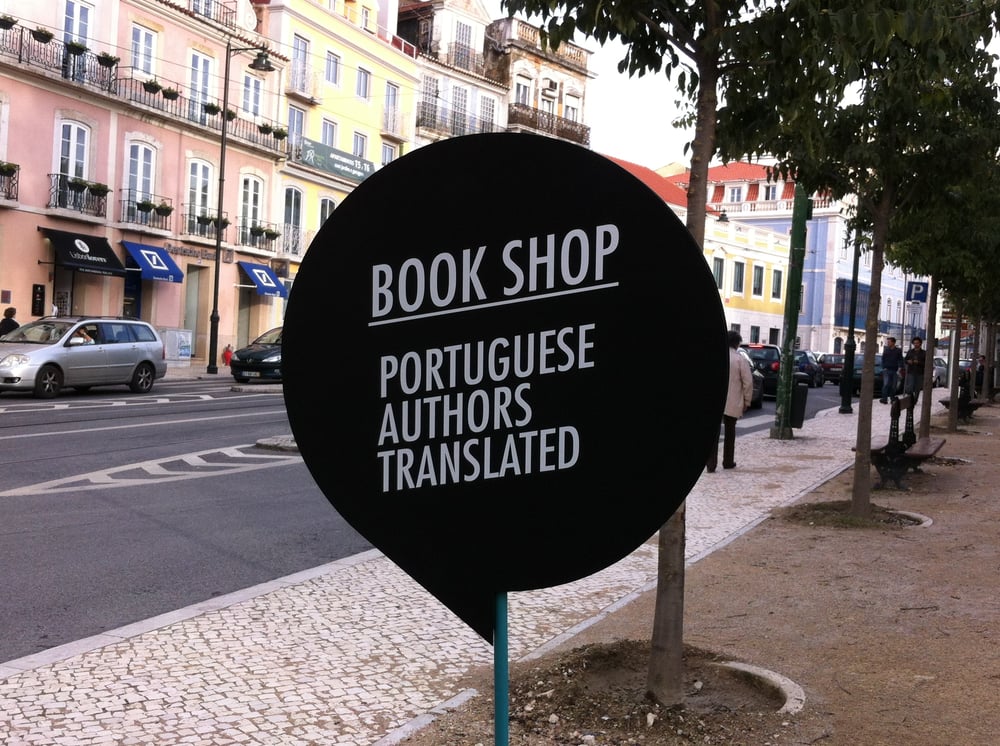 BOOK SHOP
PORTUGUESE
AUTHORS
TRANSLATED
P